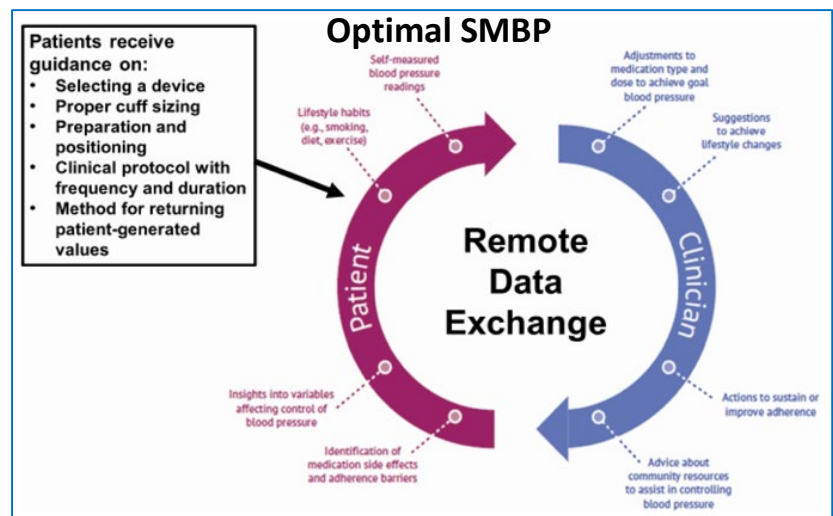 Optimal SMBP
Patients receive
guidance on:
• Selecting a device
• Proper cuff sizing
• Preparation and
positioning
• Clinical protocol with
frequency and duration
• Method for returning
patient-generated
values
Self-measured
blood pressure
readings
Lifestyle habits
(e.g., smoking,
diet, exercise)
Patient
Insights into variables
affecting control of
blood pressure
Identification of
medication side effects
and adherence barriers
Remote
Data
Exchange
Adjustments to
medication type and
dose to achieve goal
blood pressure
Suggestions
to achieve
lifestyle changes
Clinician
Actions to sustain or
improve adherence
Advice about
community resources
to assist in controlling
blood pressure